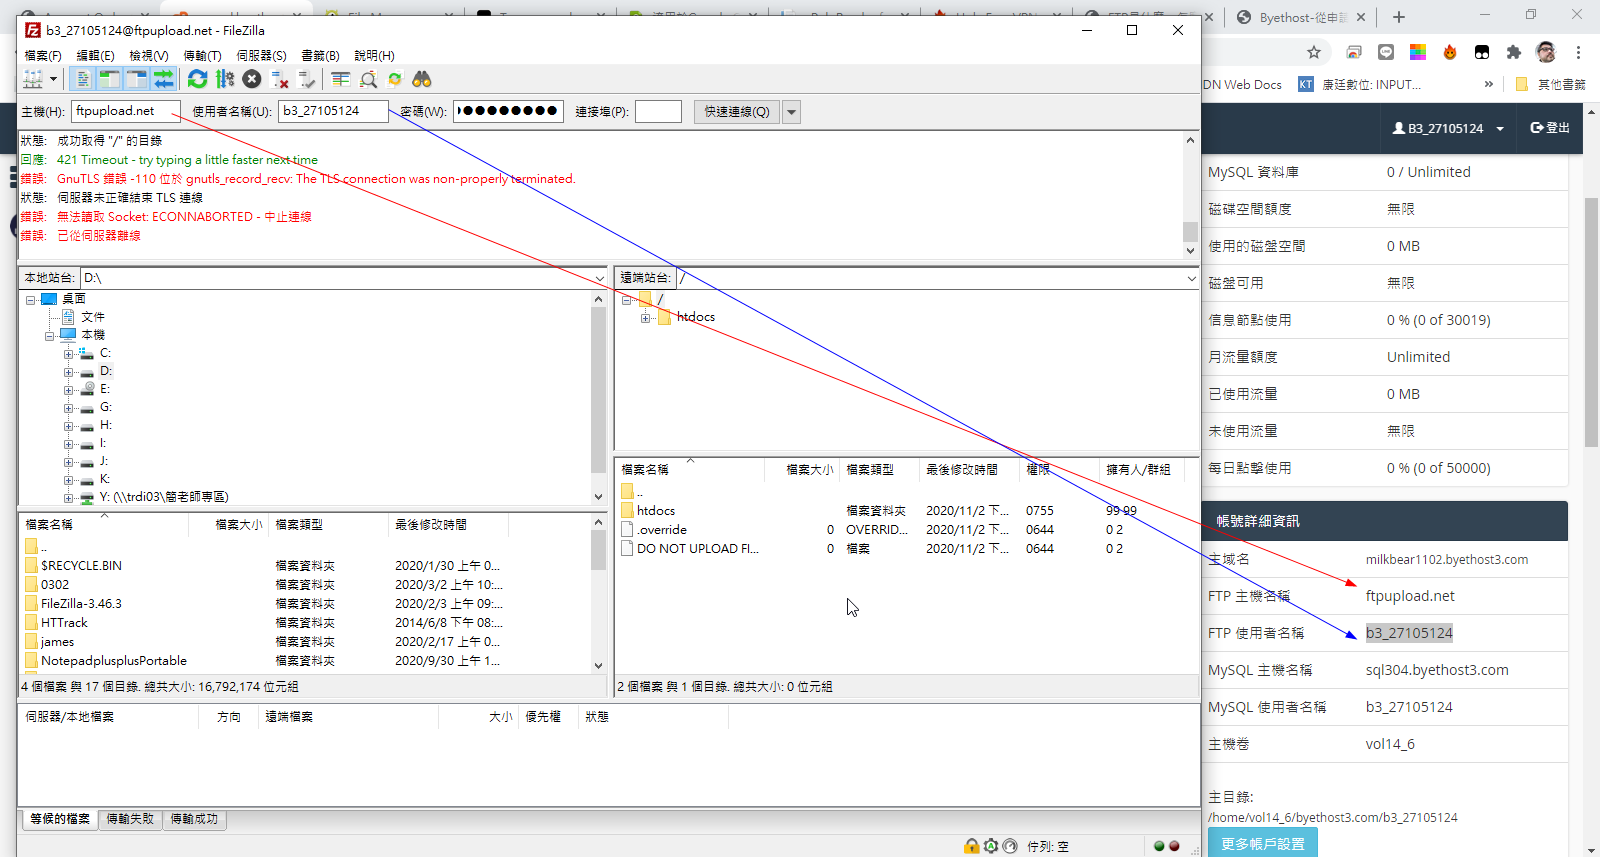 b3_27105124@ftpupload.net - FileZilla
檔案(F) 編輯(E) 檢視(V) 傳輸(T) 伺服器(S) 書籤(B) 說明(H)
主機(H): ftpupload.net 使用者名稱(U): b3_27105124 密碼(W): 連接埠(P): 快速連線(Q)
狀態: 成功取得 "/" 的目錄
回應: 421 Timeout - try typing a little faster next time
錯誤: GnuTLS 錯誤 -110 位於 gnutls_record_recv: The TLS connection was non-properly terminated.
狀態: 伺服器未正確結束 TLS 連線
錯誤: 無法讀取 Socket: ECONNABORTED - 中止連線
錯誤: 已從伺服器離線
本地站台: D:\
桌面
文件
本機
C:
D:
E:
G:
H:
I:
J:
K:
Y: (\\trdi03\簡老師專區)
遠端站台: /
/
htdocs
檔案名稱 檔案大小 檔案類型 最後修改時間
..
$RECYCLE.BIN 檔案資料夾 2020/1/30 上午 0...
0302 檔案資料夾 2020/3/2 上午 10:...
FileZilla-3.46.3 檔案資料夾 2020/2/3 上午 09:...
HTTrack 檔案資料夾 2014/6/8 下午 08:...
james 檔案資料夾 2020/2/17 上午 0...
NotepadplusplusPortable 檔案資料夾 2020/9/30 上午 1...
4 個檔案 與 17 個目錄. 總共大小: 16,792,174 位元組
檔案名稱 檔案大小 檔案類型 最後修改時間 權限 擁有人/群組
..
htdocs 檔案資料夾 2020/11/2 下... 0755 99 99
.override 0 OVERRID... 2020/11/2 下... 0644 0 2
DO NOT UPLOAD FI... 0 檔案 2020/11/2 下... 0644 0 2
2 個檔案 與 1 個目錄. 總共大小: 0 位元組
伺服器/本地檔案 方向 遠端檔案 大小 優先權 狀態
等候的檔案 傳輸失敗 傳輸成功
佇列: 空
Byethost-從申請
DN Web Docs KT 康廷數位: INPUT... » 其他書籤
B3_27105124 登出
MySQL 資料庫 0 / Unlimited
磁碟空間額度 無限
使用的磁盤空間 0 MB
磁盤可用 無限
信息節點使用 0 % (0 of 30019)
月流量額度 Unlimited
已使用流量 0 MB
未使用流量 無限
每日點擊使用 0 % (0 of 50000)
帳號詳細資訊
主域名 milkbear1102.byethost3.com
FTP 主機名稱 ftpupload.net
FTP 使用者名稱 b3_27105124
MySQL 主機名稱 sql304.byethost3.com
MySQL 使用者名稱 b3_27105124
主機卷 vol14_6
主目錄:
/home/vol14_6/byethost3.com/b3_27105124
更多帳戶設置